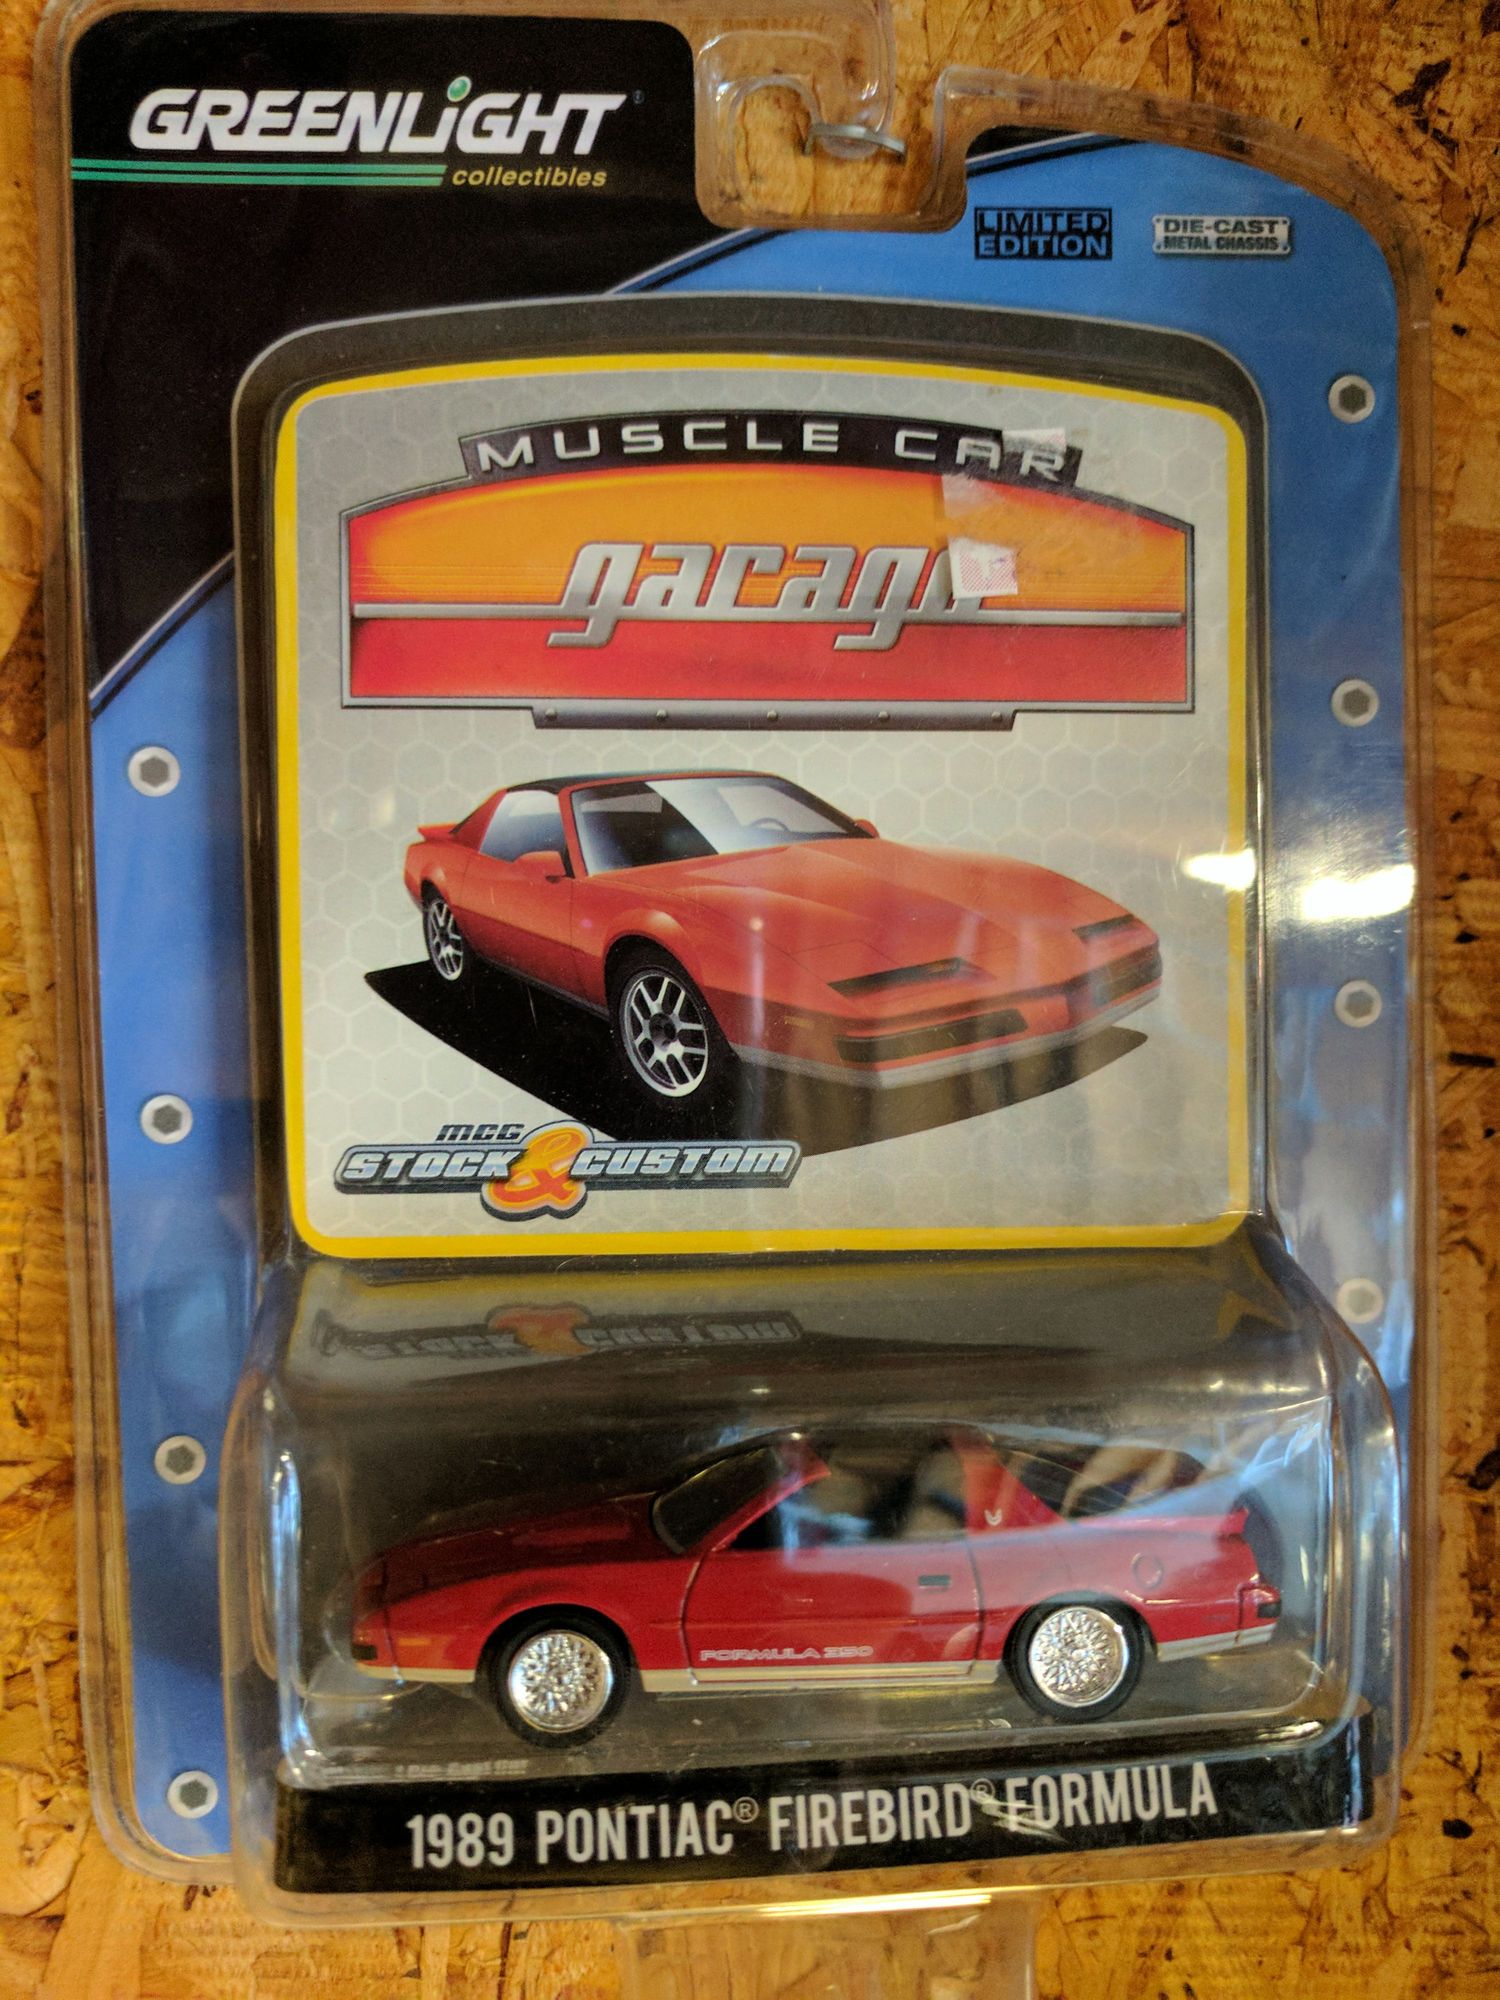 GREENLiGHT®
collectibles
LIMITED
EDITION
DIE-CAST
METAL CHASSIS
MUSCLE CAR
garage
MCG
STOCK & CUSTOM
FORMULA 350
1989 PONTIAC® FIREBIRD® FORMULA